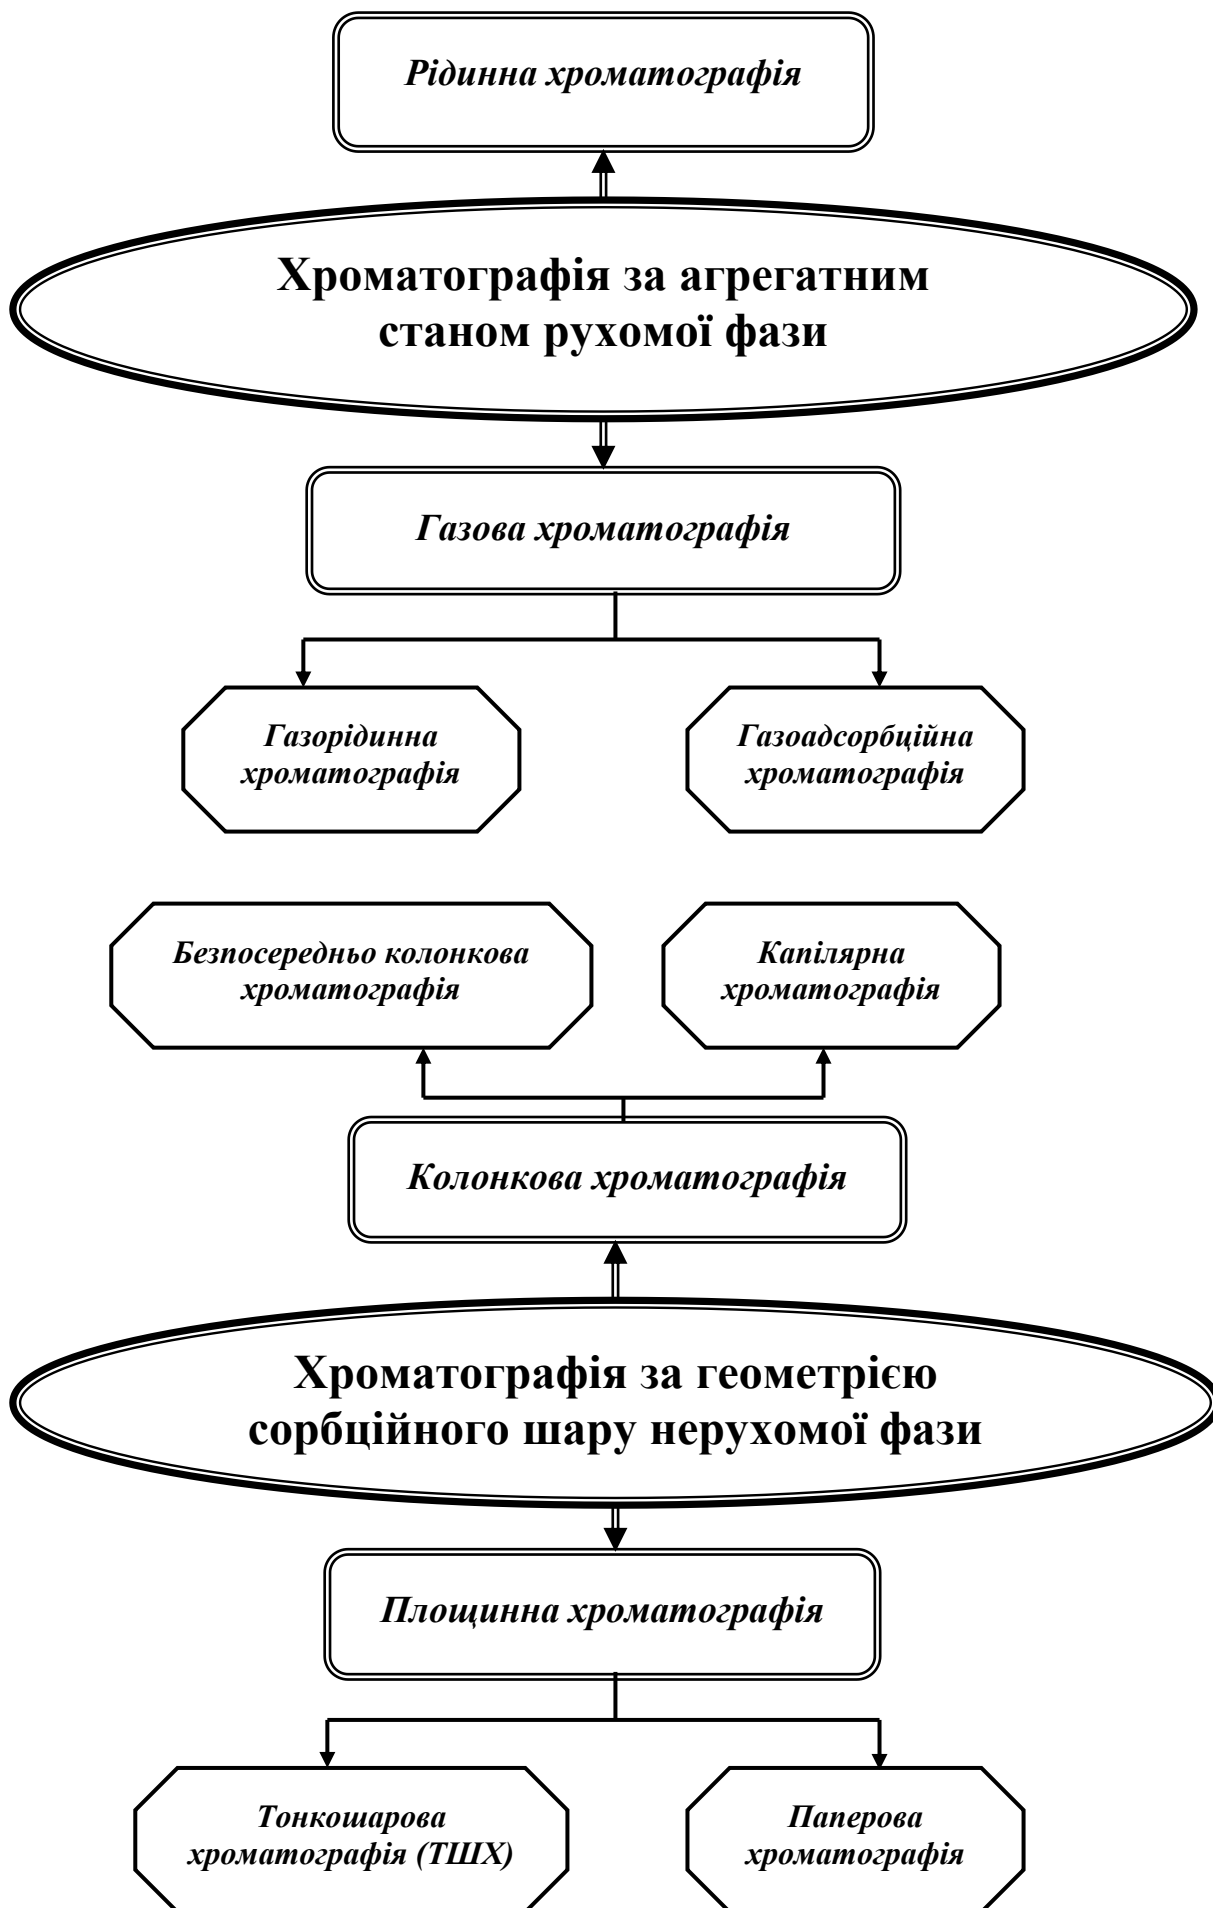 Рідинна хроматографія
Хроматографія за агрегатним
станом рухомої фази
Газова хроматографія
Газорідинна
хроматографія
Газоадсорбційна
хроматографія
Безпосередньо колонкова
хроматографія
Капілярна
хроматографія
Колонкова хроматографія
Хроматографія за геометрією
сорбційного шару нерухомої фази
Площинна хроматографія
Тонкошарова
хроматографія (ТШХ)
Паперова
хроматографія